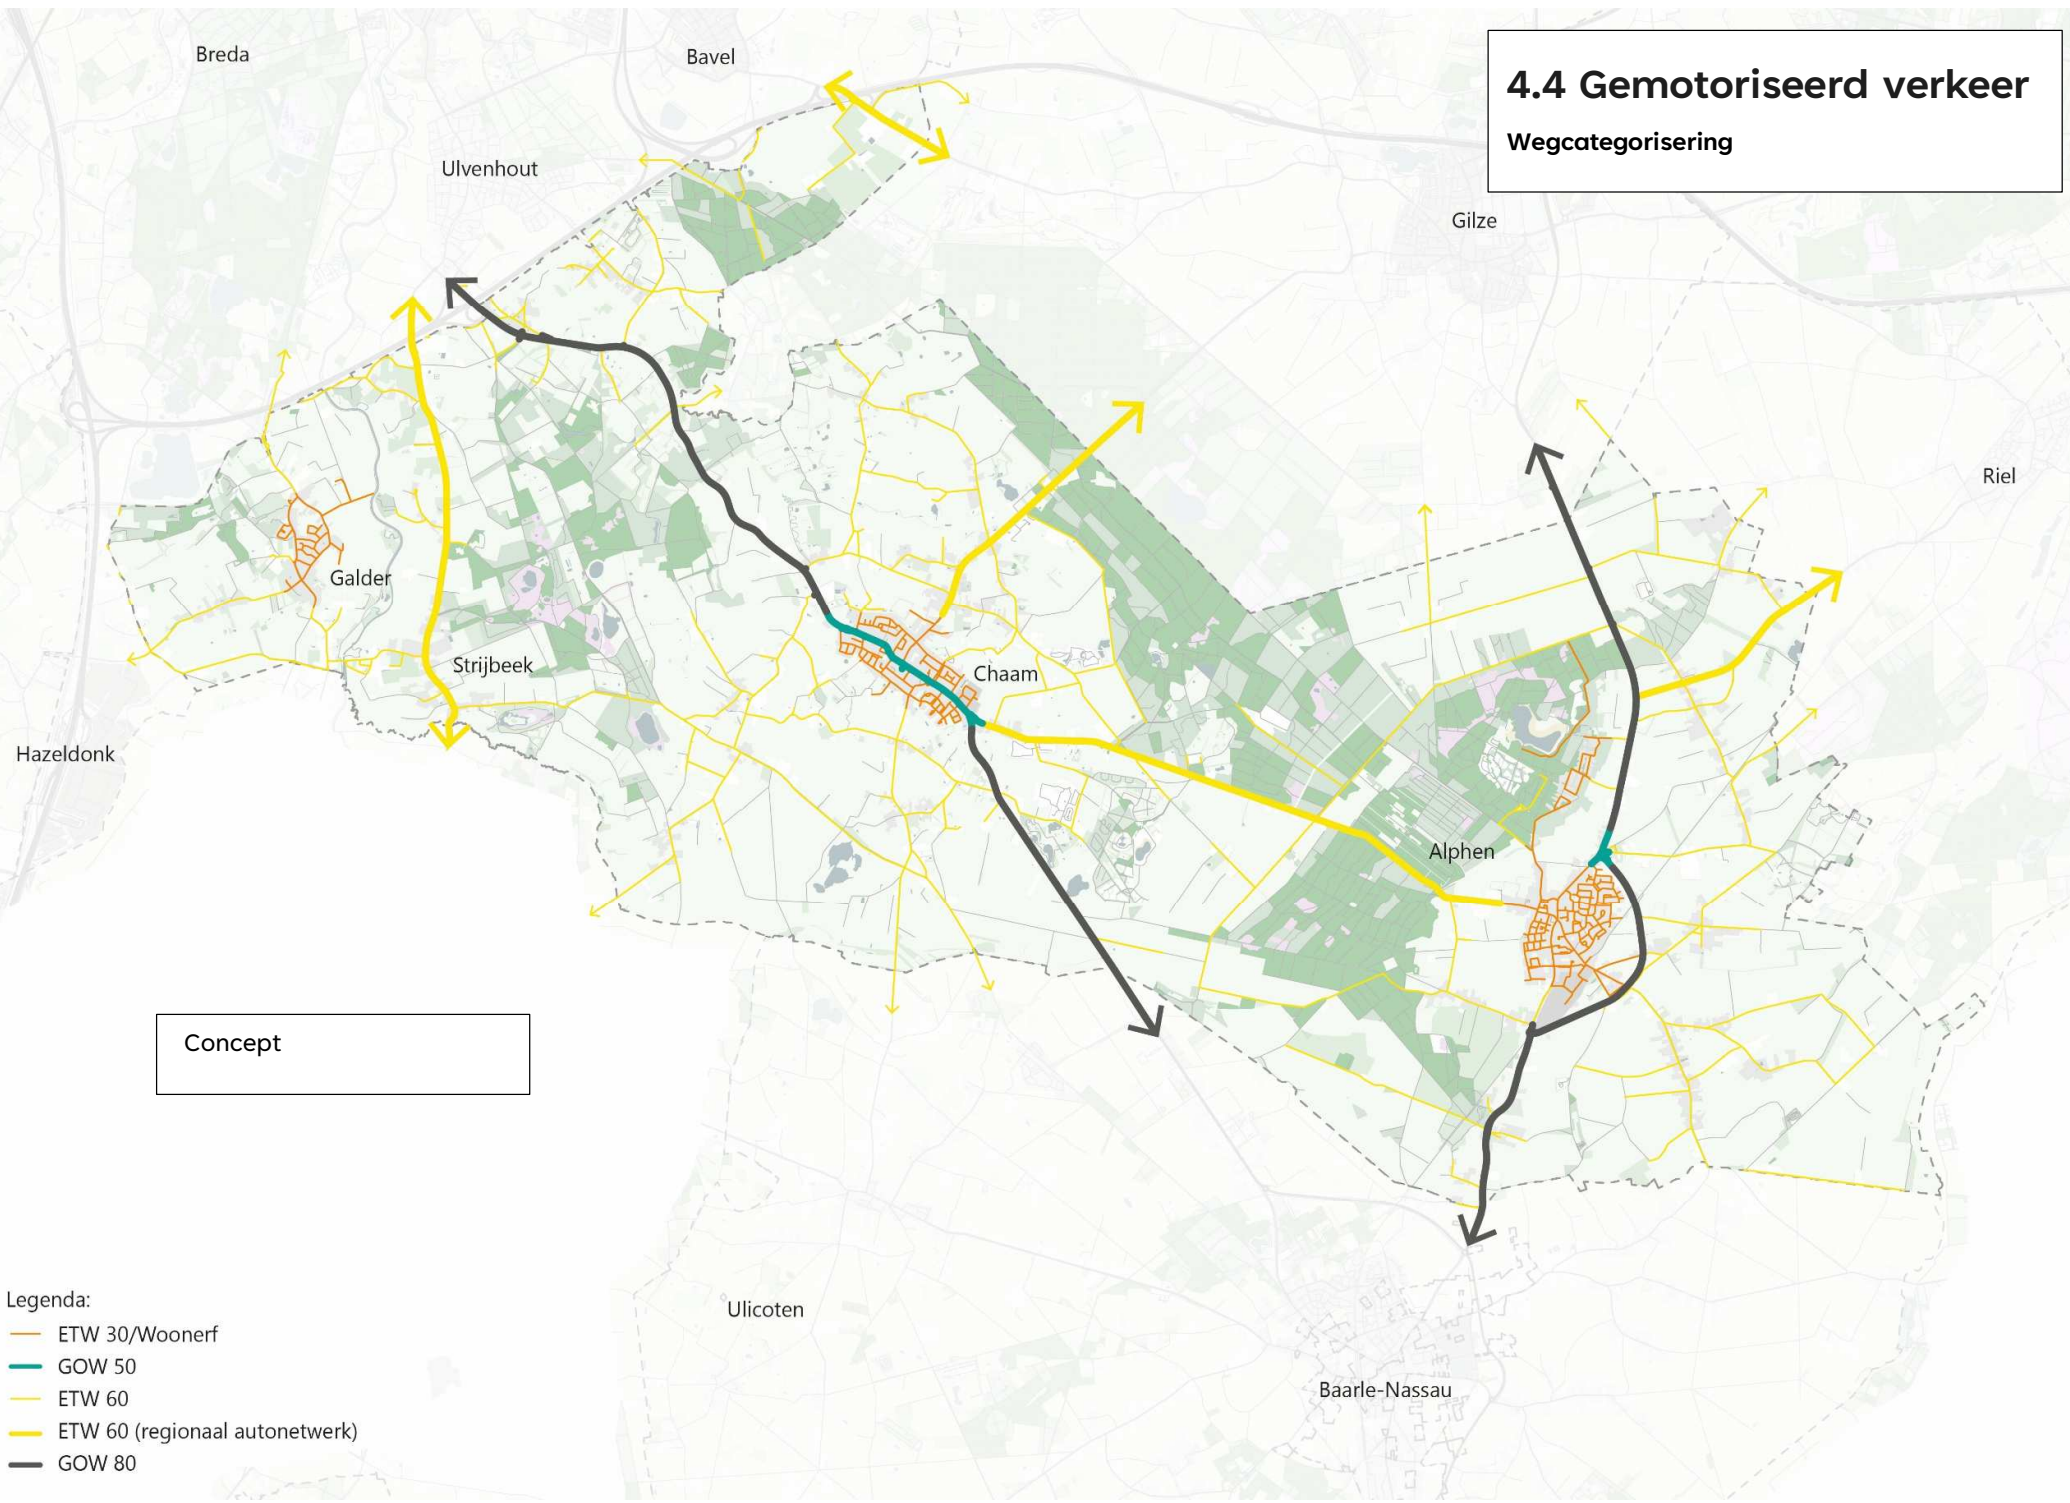 Breda
Bavel
4.4 Gemotoriseerd verkeer
Wegcategorisering
Ulvenhout
Gilze
Riel
Galder
Strijbeek
Chaam
Hazeldonk
Alphen
Concept
Legenda:
ETW 30/Woonerf
GOW 50
ETW 60
ETW 60 (regionaal autonetwerk)
GOW 80
Ulicoten
Baarle-Nassau